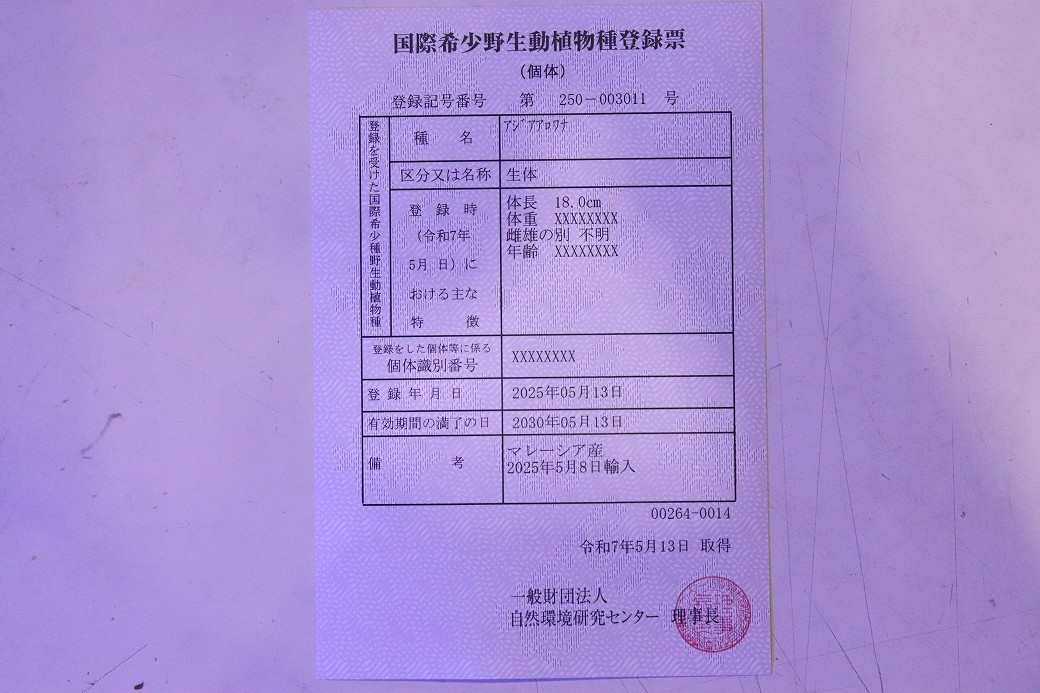 国際希少野生動植物種登録票
(個体)
登録記号番号 第 250-003011 号
登録を受けた国際希少種野生動植物種
種 名 アジアアロワナ
区分又は名称 生体
登 録 時
(令和7年
5月 日) に
おける主な
特 徴
体長 18.0cm
体重 XXXXXXXX
雌雄の別 不明
年齢 XXXXXXXX
登録をした個体等に係る
個体識別番号 XXXXXXXX
登 録 年 月 日 2025年05月13日
有効期間の満了の日 2030年05月13日
備 考
マレーシア産
2025年5月8日輸入
00264-0014
令和7年5月13日 取得
一般財団法人
自然環境研究センター 理事長